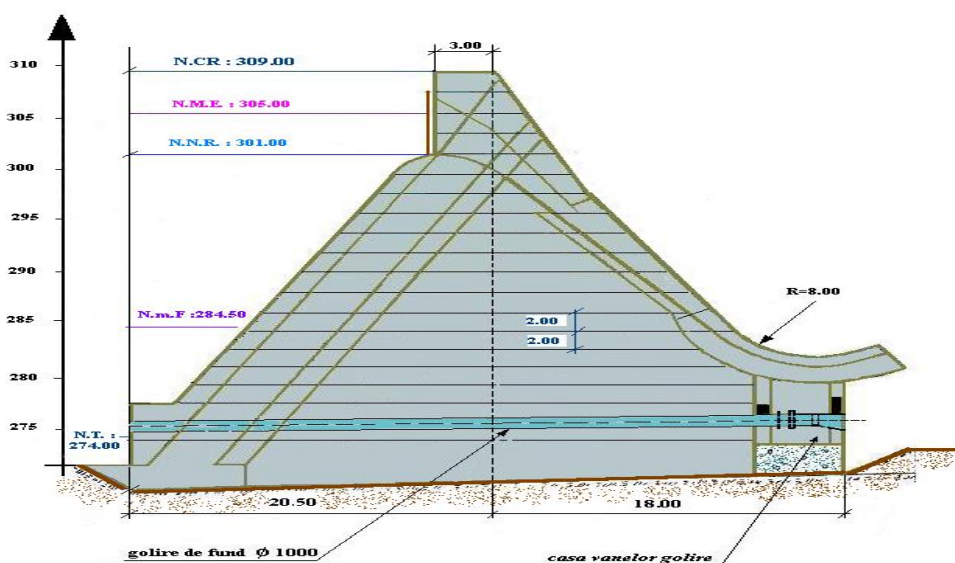 3.00
310
N.CR : 309.00
N.M.E. : 305.00
305
N.N.R. : 301.00
300
295
290
R=8.00
285
N.m.F :284.50
2.00
2.00
280
275
N.T. :
274.00
20.50
18.00
golire de fund Ø 1000
casa vanelor golire